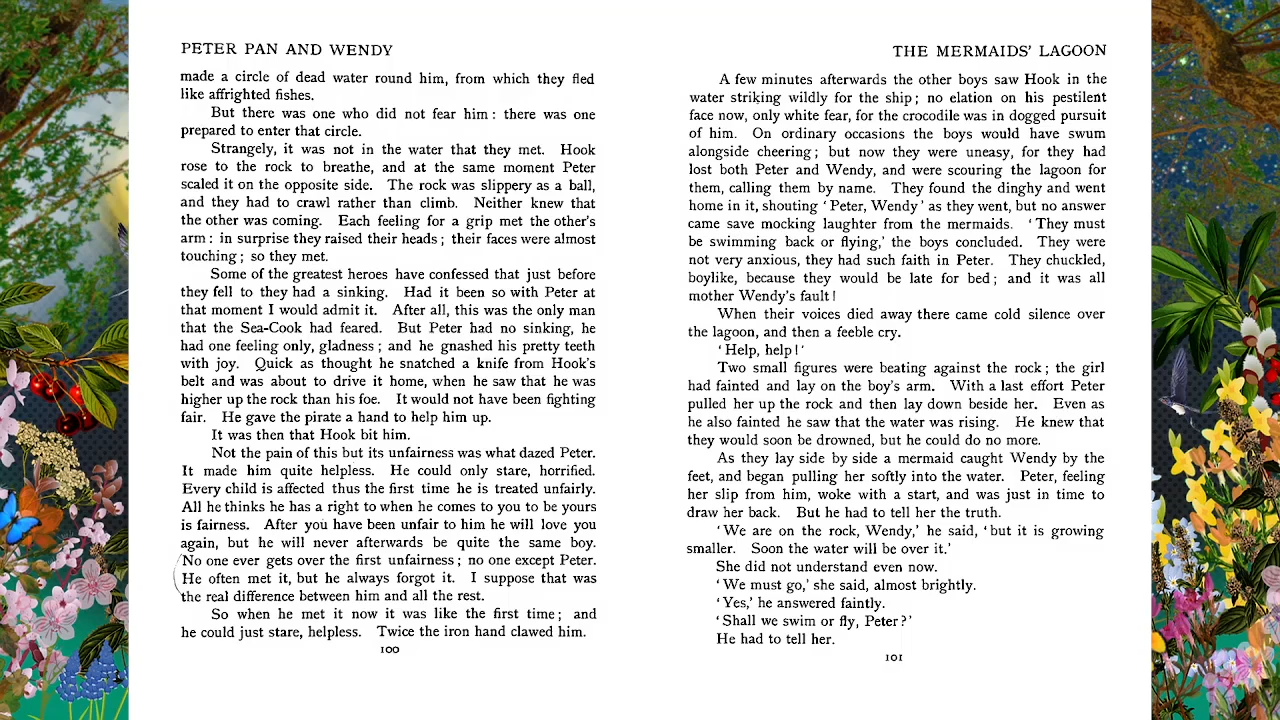 PETER PAN AND WENDY
made a circle of dead water round him, from which they fled
like affrighted fishes.
But there was one who did not fear him : there was one
prepared to enter that circle.
Strangely, it was not in the water that they met. Hook
rose to the rock to breathe, and at the same moment Peter
scaled it on the opposite side. The rock was slippery as a ball,
and they had to crawl rather than climb. Neither knew that
the other was coming. Each feeling for a grip met the other's
arm : in surprise they raised their heads ; their faces were almost
touching ; so they met.
Some of the greatest heroes have confessed that just before
they fell to they had a sinking. Had it been so with Peter at
that moment I would admit it. After all, this was the only man
that the Sea-Cook had feared. But Peter had no sinking, he
had one feeling only, gladness ; and he gnashed his pretty teeth
with joy. Quick as thought he snatched a knife from Hook's
belt and was about to drive it home, when he saw that he was
higher up the rock than his foe. It would not have been fighting
fair. He gave the pirate a hand to help him up.
It was then that Hook bit him.
Not the pain of this but its unfairness was what dazed Peter.
It made him quite helpless. He could only stare, horrified.
Every child is affected thus the first time he is treated unfairly.
All he thinks he has a right to when he comes to you to be yours
is fairness. After you have been unfair to him he will love you
again, but he will never afterwards be quite the same boy.
No one ever gets over the first unfairness ; no one except Peter.
He often met it, but he always forgot it. I suppose that was
the real difference between him and all the rest.
So when he met it now it was like the first time ; and
he could just stare, helpless. Twice the iron hand clawed him.
100
THE MERMAIDS' LAGOON
A few minutes afterwards the other boys saw Hook in the
water striking wildly for the ship ; no elation on his pestilent
face now, only white fear, for the crocodile was in dogged pursuit
of him. On ordinary occasions the boys would have swum
alongside cheering ; but now they were uneasy, for they had
lost both Peter and Wendy, and were scouring the lagoon for
them, calling them by name. They found the dinghy and went
home in it, shouting ' Peter, Wendy ' as they went, but no answer
came save mocking laughter from the mermaids. ' They must
be swimming back or flying,' the boys concluded. They were
not very anxious, they had such faith in Peter. They chuckled,
boylike, because they would be late for bed ; and it was all
mother Wendy's fault !
When their voices died away there came cold silence over
the lagoon, and then a feeble cry.
' Help, help ! '
Two small figures were beating against the rock ; the girl
had fainted and lay on the boy's arm. With a last effort Peter
pulled her up the rock and then lay down beside her. Even as
he also fainted he saw that the water was rising. He knew that
they would soon be drowned, but he could do no more.
As they lay side by side a mermaid caught Wendy by the
feet, and began pulling her softly into the water. Peter, feeling
her slip from him, woke with a start, and was just in time to
draw her back. But he had to tell her the truth.
' We are on the rock, Wendy,' he said, ' but it is growing
smaller. Soon the water will be over it.'
She did not understand even now.
' We must go,' she said, almost brightly.
' Yes,' he answered faintly.
' Shall we swim or fly, Peter ? '
He had to tell her.
101